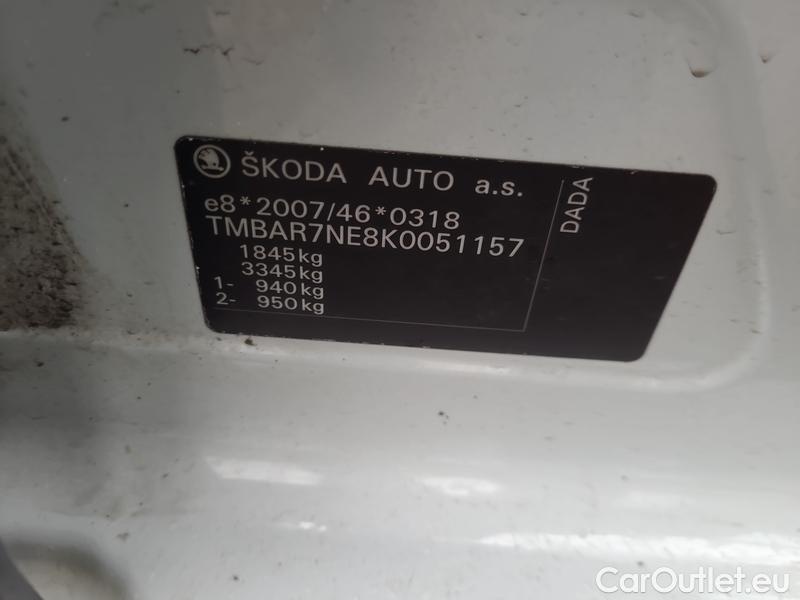 ŠKODA AUTO a.s.
e8*2007/46*0318
TMBAR7NE8K0051157
1845kg
3345kg
1- 940kg
2- 950kg
DADA
CarOutlet.eu